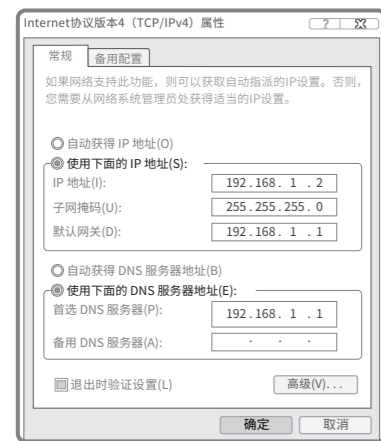 Internet协议版本4（TCP/IPv4）属性
常规
备用配置
如果网络支持此功能，则可以获取自动指派的IP设置。否则，
您需要从网络系统管理员处获得适当的IP设置。
自动获得 IP 地址(O)
使用下面的 IP 地址(S):
IP 地址(I): 192.168. 1 .2
子网掩码(U): 255.255.255.0
默认网关(D): 192.168. 1 .1
自动获得 DNS 服务器地址(B)
使用下面的 DNS 服务器地址(E):
首选 DNS 服务器(P): 192.168. 1 .1
备用 DNS 服务器(A): . . .
退出时验证设置(L)
高级(V)...
确定
取消